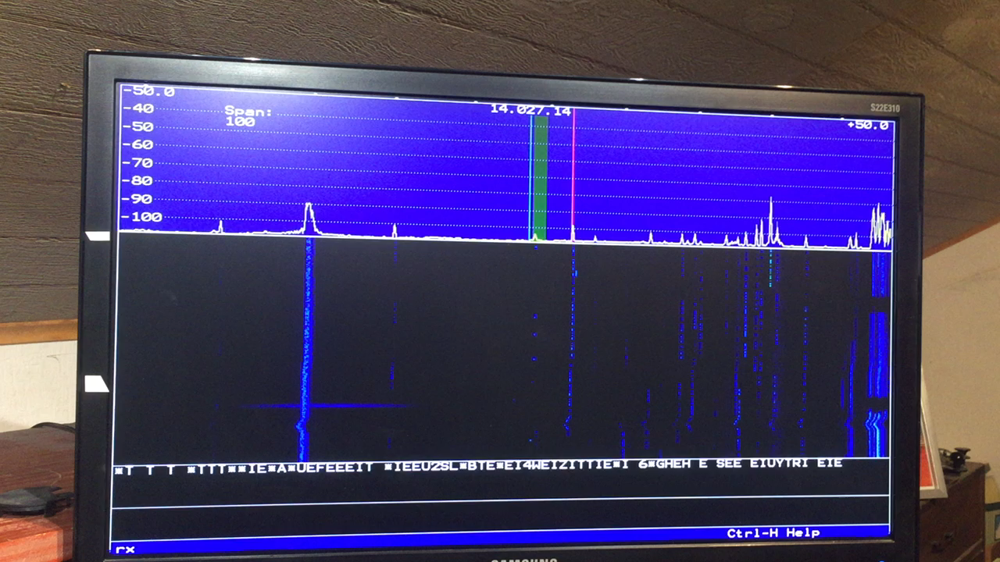 -50.0
-40
Span:
14.027.14
S22E310
-50
100
+50.0
-60
-70
-80
-90
-100
*T T T *TTT**IE*A*UEFEEEIT *IEEU2SL*BTE*EI4WEIZITTIE*I 6*GHEH E SEE EIUYTRI EIE
Ctrl-H Help
rx
SAMSUNG